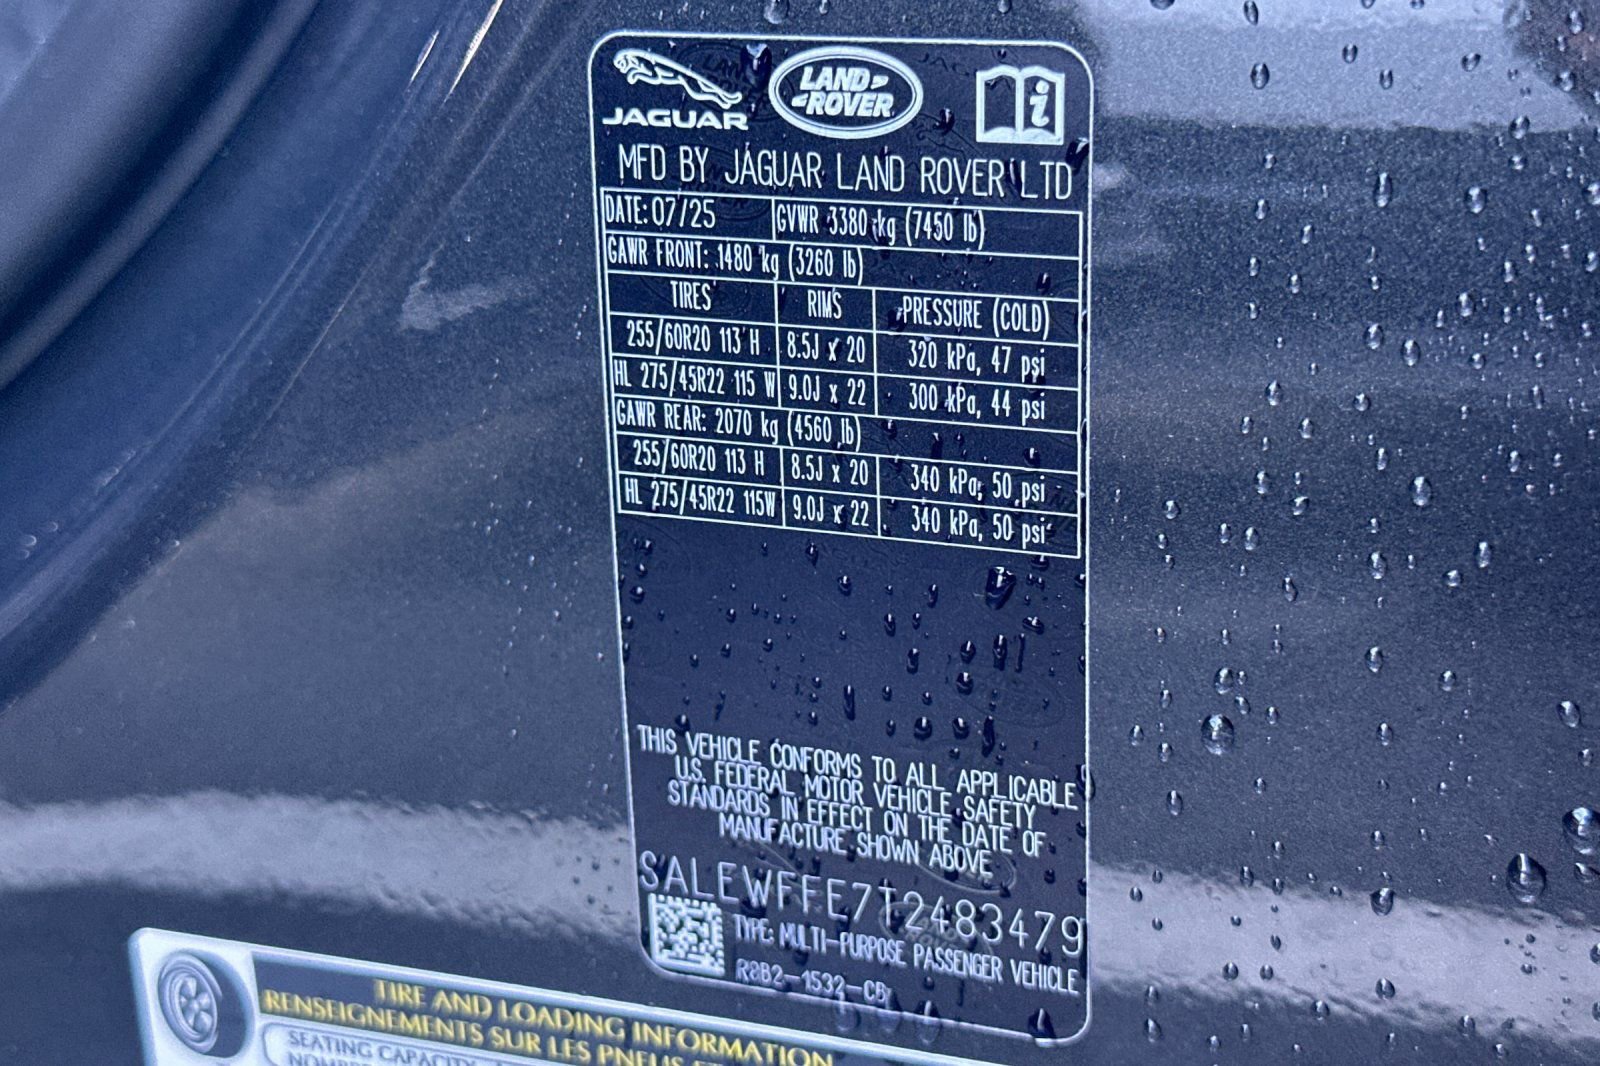 JAGUAR
LAND ROVER
MFD BY JAGUAR LAND ROVER LTD
DATE: 07/25 GVWR 3380 kg (7450 lb)
GAWR FRONT: 1480 kg (3260 lb)
TIRES RIMS PRESSURE (COLD)
255/60R20 113 H 8.5J x 20 320 kPa, 47 psi
HL 275/45R22 115 W 9.0J x 22 300 kPa, 44 psi
GAWR REAR: 2070 kg (4560 lb)
255/60R20 113 H 8.5J x 20 340 kPa, 50 psi
HL 275/45R22 115W 9.0J x 22 340 kPa, 50 psi
THIS VEHICLE CONFORMS TO ALL APPLICABLE
U.S. FEDERAL MOTOR VEHICLE SAFETY
STANDARDS IN EFFECT ON THE DATE OF
MANUFACTURE SHOWN ABOVE
SALEWFFE7T2483479
TYPE: MULTI-PURPOSE PASSENGER VEHICLE
TIRE AND LOADING INFORMATION
RENSEIGNEMENTS SUR LES PNEUS ET
SEATING CAPACITY